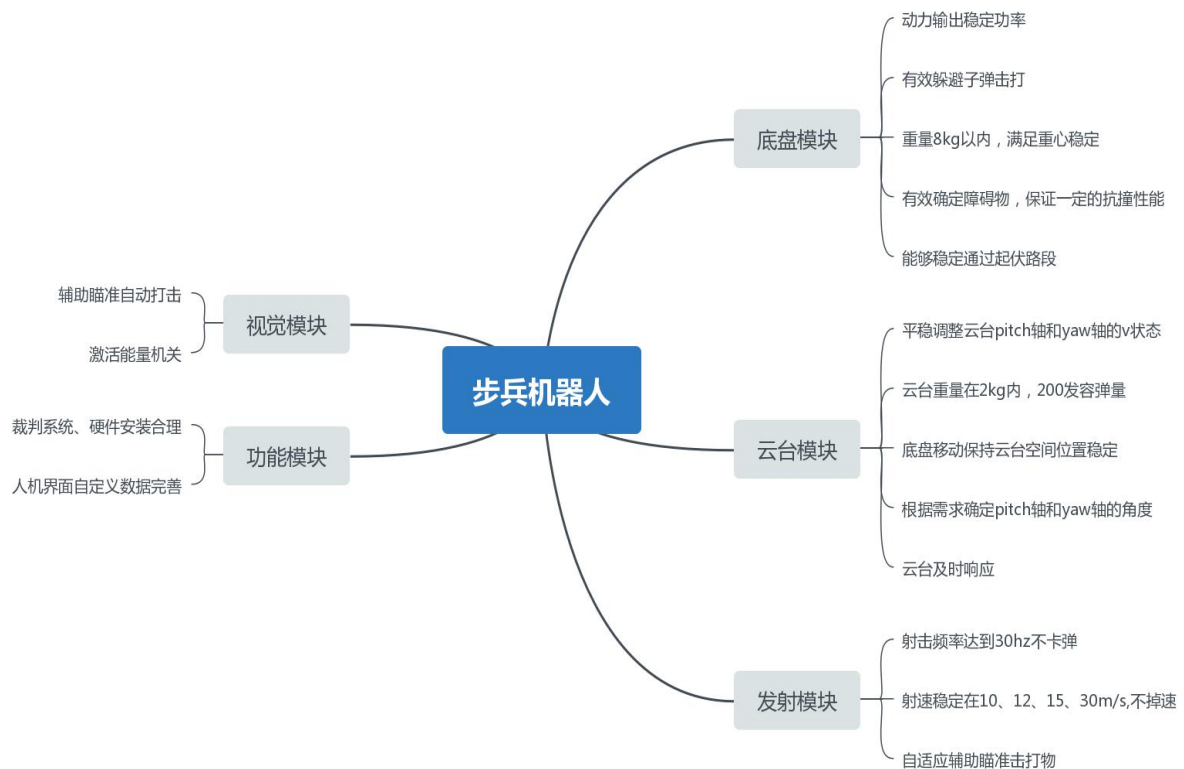 步兵机器人
底盘模块
动力输出稳定功率
有效躲避子弹击打
重量8kg以内，满足重心稳定
有效确定障碍物，保证一定的抗撞性能
能够稳定通过起伏路段
云台模块
平稳调整云台pitch轴和yaw轴的v状态
云台重量在2kg内，200发容弹量
底盘移动保持云台空间位置稳定
根据需求确定pitch轴和yaw轴的角度
云台及时响应
发射模块
射击频率达到30hz不卡弹
射速稳定在10、12、15、30m/s,不掉速
自适应辅助瞄准击打物
视觉模块
辅助瞄准自动打击
激活能量机关
功能模块
裁判系统、硬件安装合理
人机界面自定义数据完善